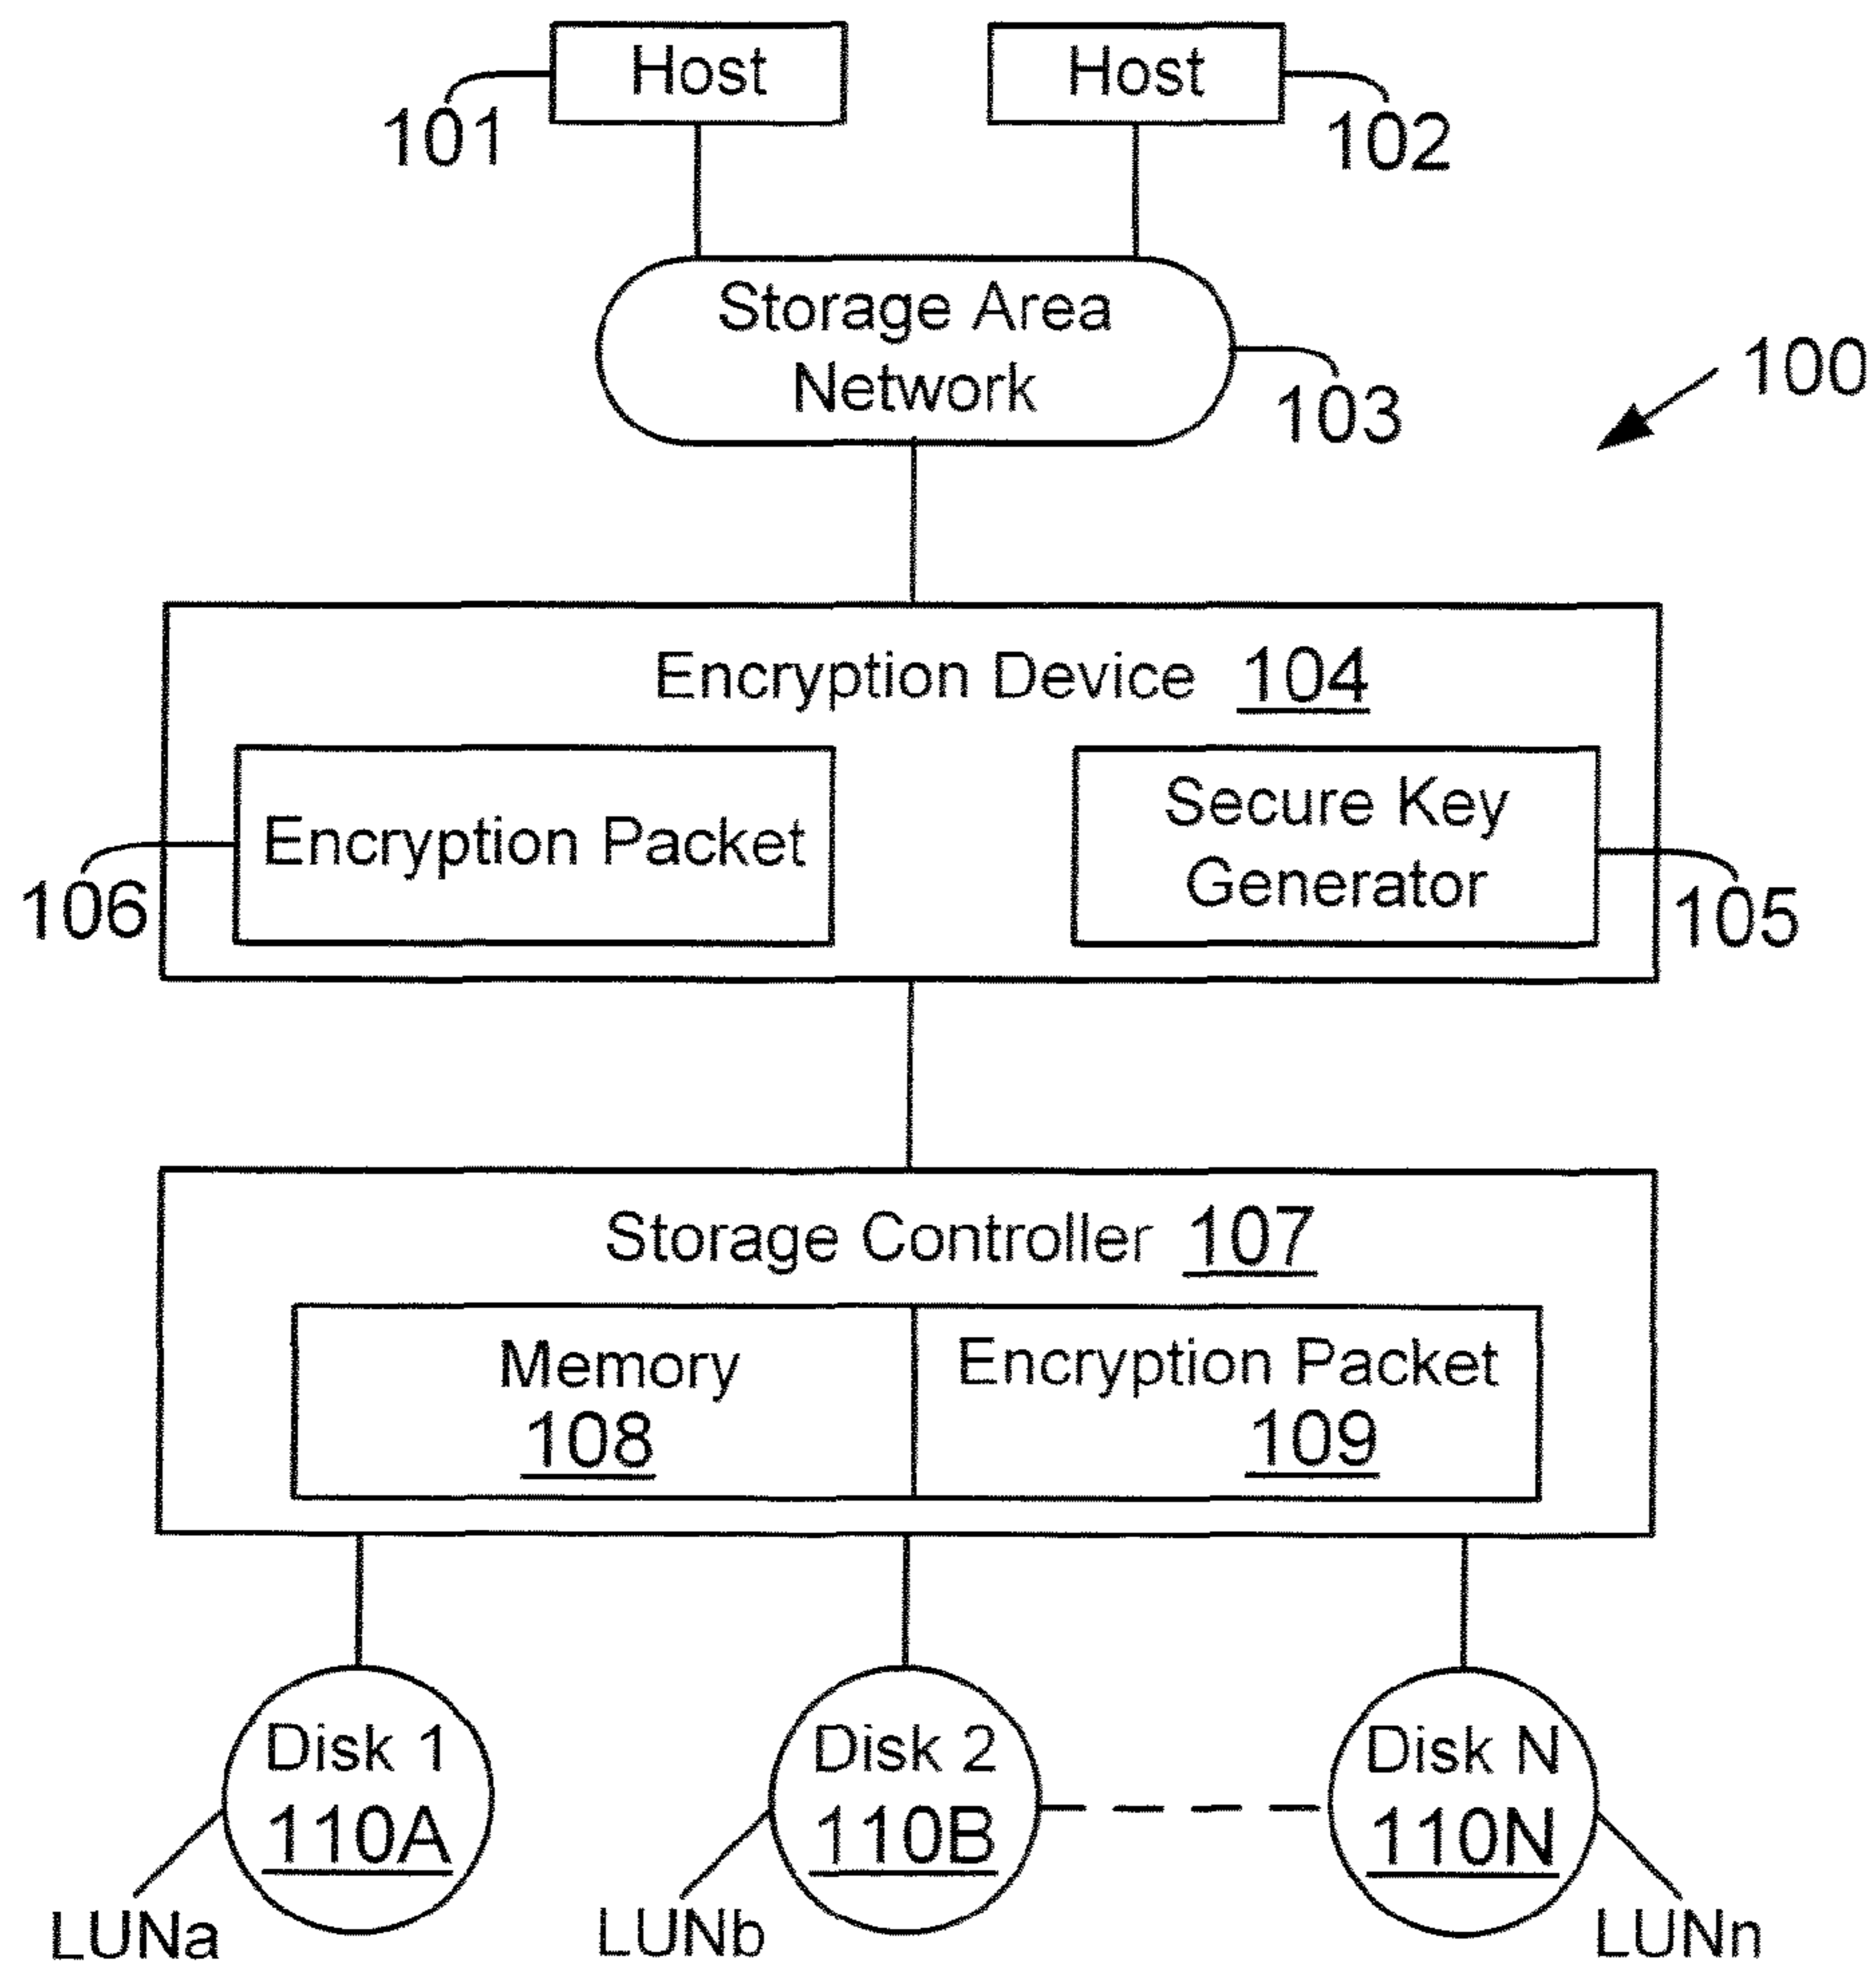 Host
Host
101
102
Storage Area
Network
103
100
Encryption Device 104
Encryption Packet
Secure Key
Generator
106
105
Storage Controller 107
Memory
108
Encryption Packet
109
Disk 1
110A
Disk 2
110B
Disk N
110N
LUNa
LUNb
LUNn